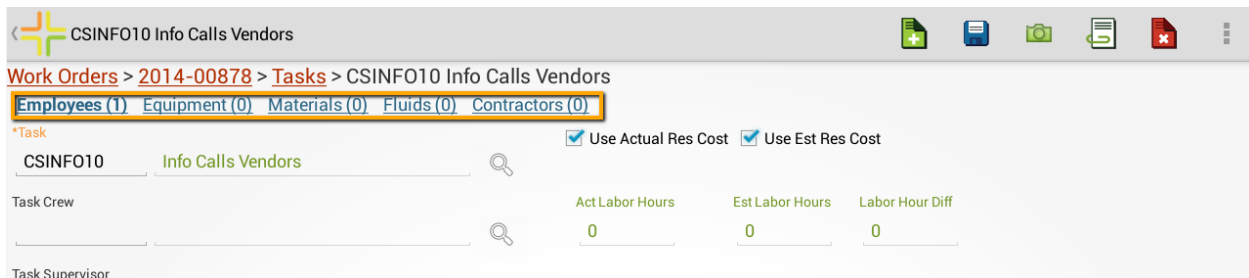 CSINFO10 Info Calls Vendors
Work Orders > 2014-00878 > Tasks > CSINFO10 Info Calls Vendors
Employees (1) Equipment (0) Materials (0) Fluids (0) Contractors (0)
*Task
Use Actual Res Cost Use Est Res Cost
CSINFO10 Info Calls Vendors
Task Crew Act Labor Hours Est Labor Hours Labor Hour Diff
0 0 0
Task Supervisor